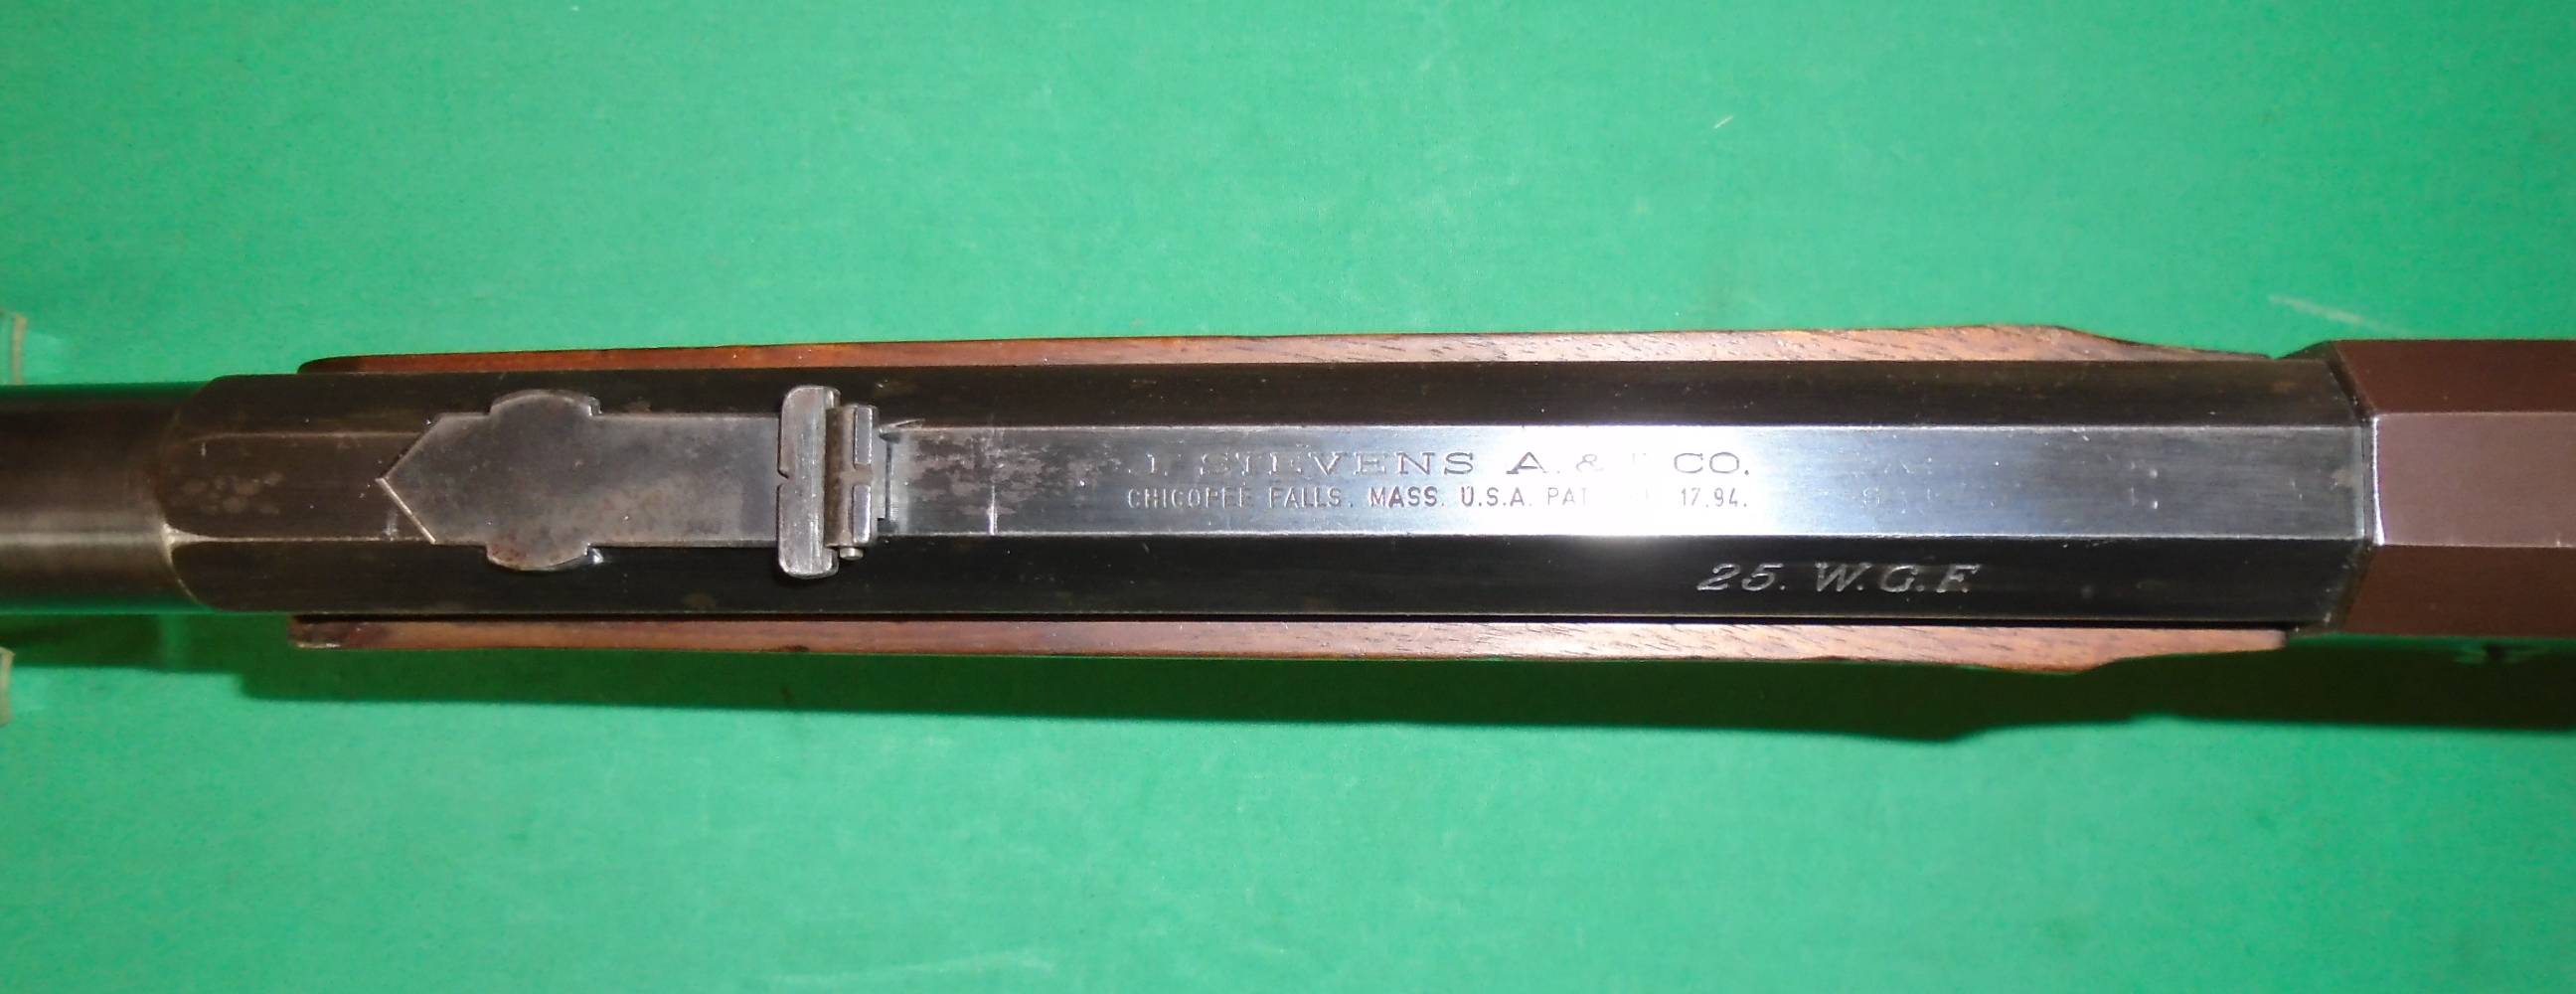 J. STEVENS A. & CO.
CHICOPEE FALLS. MASS. U.S.A. PAT 17.94.
25. W.G.F.